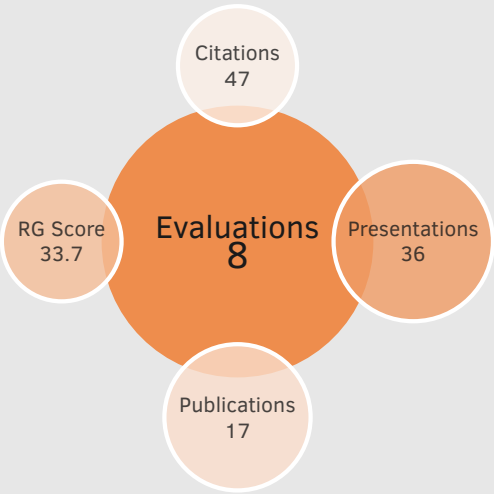 Citations
47
RG Score
33.7
Evaluations
8
Presentations
36
Publications
17